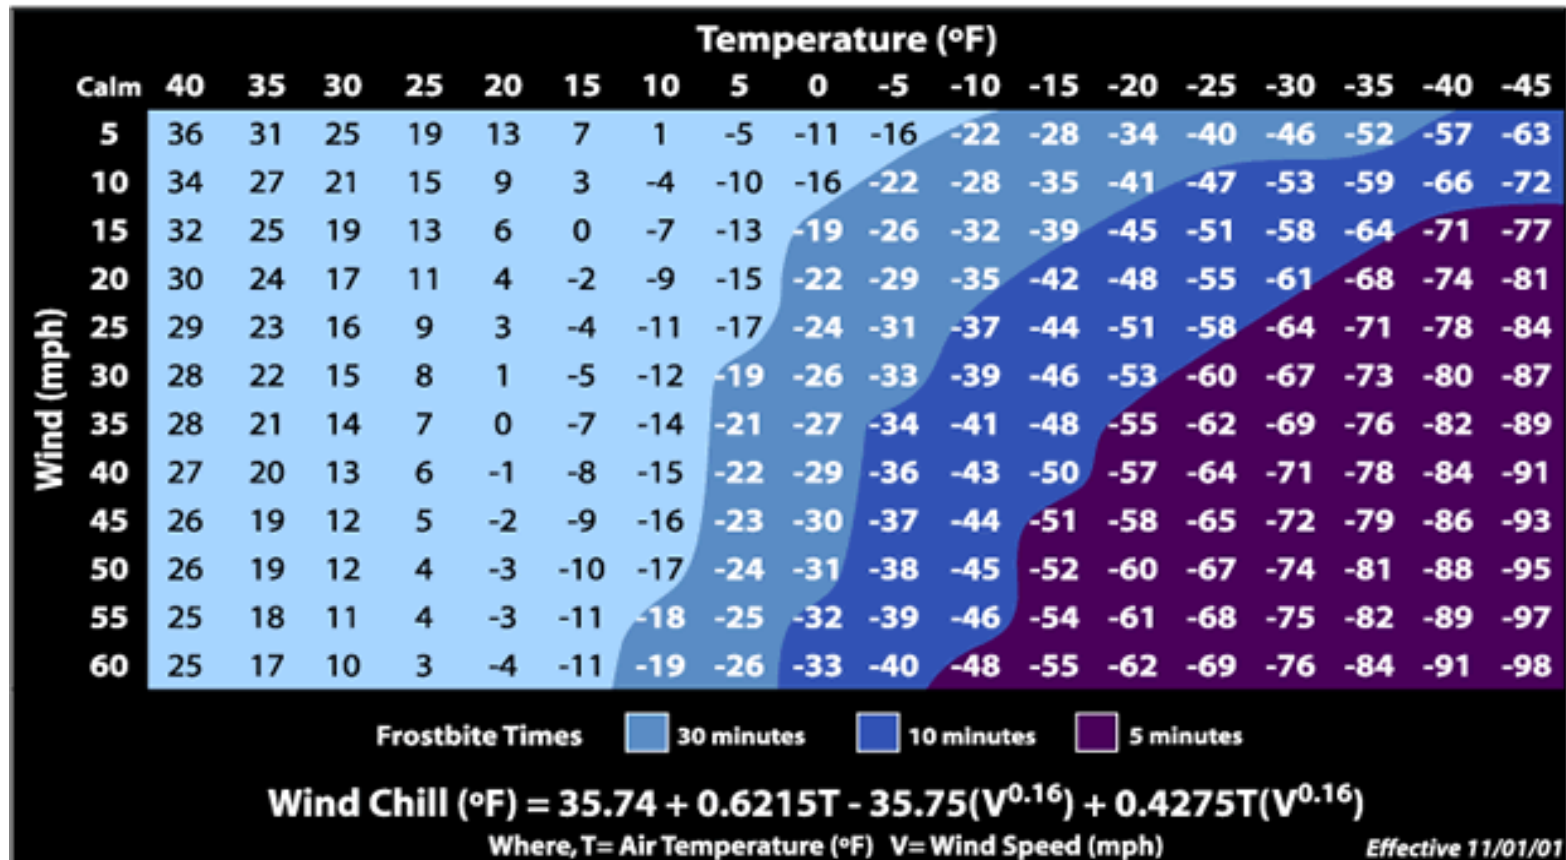 Temperature (ºF)
Calm 40 35 30 25 20 15 10 5 0 -5 -10 -15 -20 -25 -30 -35 -40 -45
5 36 31 25 19 13 7 1 -5 -11 -16 -22 -28 -34 -40 -46 -52 -57 -63
10 34 27 21 15 9 3 -4 -10 -16 -22 -28 -35 -41 -47 -53 -59 -66 -72
15 32 25 19 13 6 0 -7 -13 -19 -26 -32 -39 -45 -51 -58 -64 -71 -77
20 30 24 17 11 4 -2 -9 -15 -22 -29 -35 -42 -48 -55 -61 -68 -74 -81
25 29 23 16 9 3 -4 -11 -17 -24 -31 -37 -44 -51 -58 -64 -71 -78 -84
30 28 22 15 8 1 -5 -12 -19 -26 -33 -39 -46 -53 -60 -67 -73 -80 -87
35 28 21 14 7 0 -7 -14 -21 -27 -34 -41 -48 -55 -62 -69 -76 -82 -89
40 27 20 13 6 -1 -8 -15 -22 -29 -36 -43 -50 -57 -64 -71 -78 -84 -91
45 26 19 12 5 -2 -9 -16 -23 -30 -37 -44 -51 -58 -65 -72 -79 -86 -93
50 26 19 12 4 -3 -10 -17 -24 -31 -38 -45 -52 -60 -67 -74 -81 -88 -95
55 25 18 11 4 -3 -11 -18 -25 -32 -39 -46 -54 -61 -68 -75 -82 -89 -97
60 25 17 10 3 -4 -11 -19 -26 -33 -40 -48 -55 -62 -69 -76 -84 -91 -98
Wind (mph)
Frostbite Times 30 minutes 10 minutes 5 minutes
Wind Chill (ºF) = 35.74 + 0.6215T - 35.75(V^0.16) + 0.4275T(V^0.16)
Where, T= Air Temperature (ºF) V= Wind Speed (mph) Effective 11/01/01